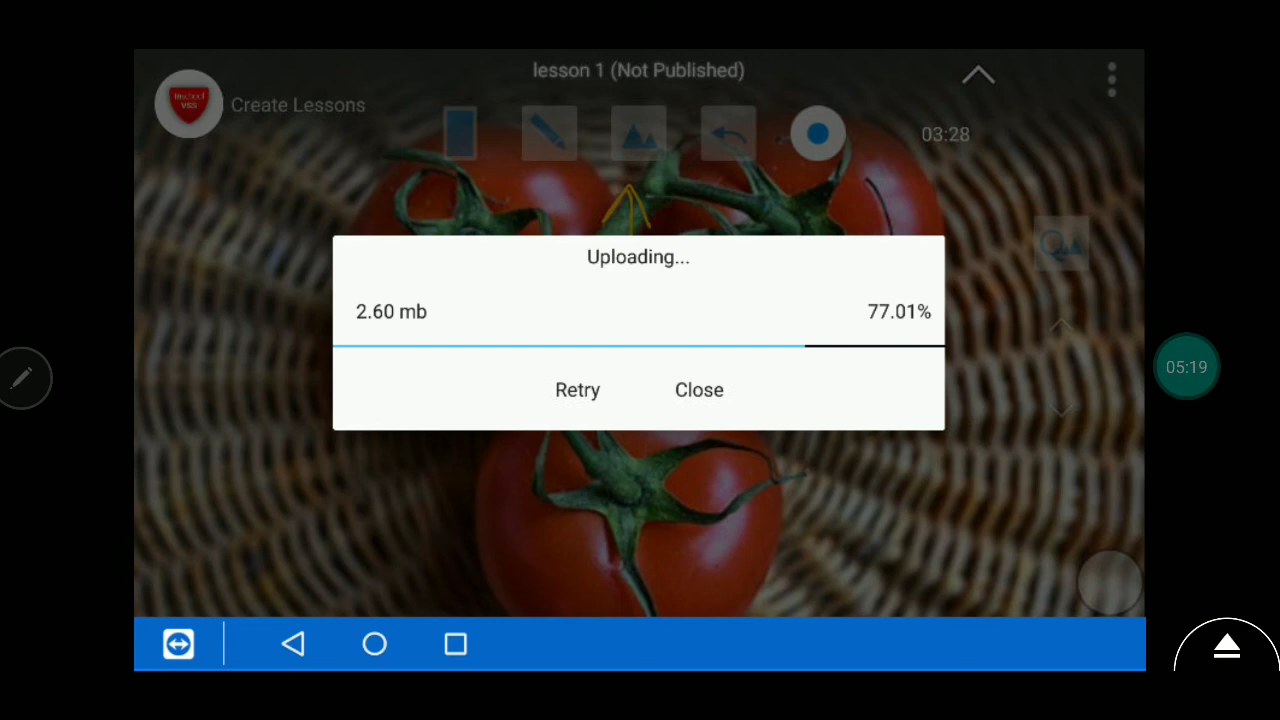 lesson 1 (Not Published)
Create Lessons
03:28
Uploading...
2.60 mb
77.01%
Retry
Close
05:19